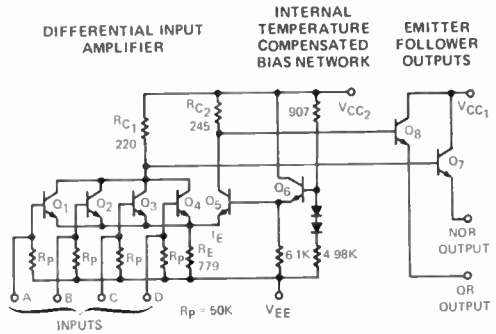 DIFFERENTIAL INPUT
AMPLIFIER
INTERNAL
TEMPERATURE
COMPENSATED
BIAS NETWORK
EMITTER
FOLLOWER
OUTPUTS
RC1
220
RC2
245
907
VCC2
VCC1
Q8
Q7
Q1
Q2
Q3
Q4
Q5
Q6
IE
RP
RP
RP
RP
RE
779
6.1K
4.98K
NOR
OUTPUT
OR
OUTPUT
A
B
C
D
RP = 50K
VEE
INPUTS